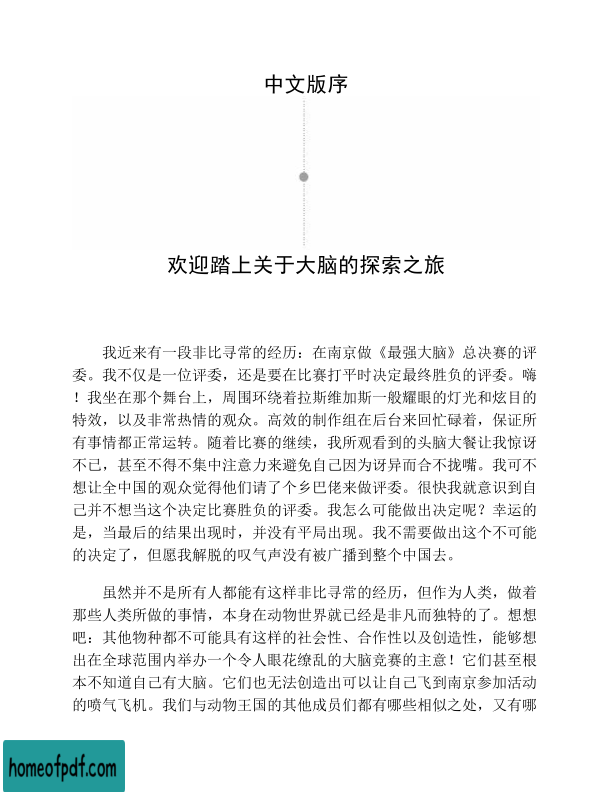 中文版序
欢迎踏上关于大脑的探索之旅
我近来有一段非比寻常的经历：在南京做《最强大脑》总决赛的评
委。我不仅是一位评委，还是要在比赛打平时决定最终胜负的评委。嗨
！我坐在那个舞台上，周围环绕着拉斯维加斯一般耀眼的灯光和炫目的
特效，以及非常热情的观众。高效的制作组在后台来回忙碌着，保证所
有事情都正常运转。随着比赛的继续，我所观看到的头脑大餐让我惊讶
不已，甚至不得不集中注意力来避免自己因为讶异而合不拢嘴。我可不
想让全中国的观众觉得他们请了个乡巴佬来做评委。很快我就意识到自
己并不想当这个决定比赛胜负的评委。我怎么可能做出决定呢？幸运的
是，当最后的结果出现时，并没有平局出现。我不需要做出这个不可能
的决定了，但愿我解脱的叹气声没有被广播到整个中国去。
虽然并不是所有人都能有这样非比寻常的经历，但作为人类，做着
那些人类所做的事情，本身在动物世界就已经是非凡而独特的了。想想
吧：其他物种都不可能具有这样的社会性、合作性以及创造性，能够想
出在全球范围内举办一个令人眼花缭乱的大脑竞赛的主意！它们甚至根
本不知道自己有大脑。它们也无法创造出可以让自己飞到南京参加活动
的喷气飞机。我们与动物王国的其他成员们都有哪些相似之处，又有哪
homeofpdf.com